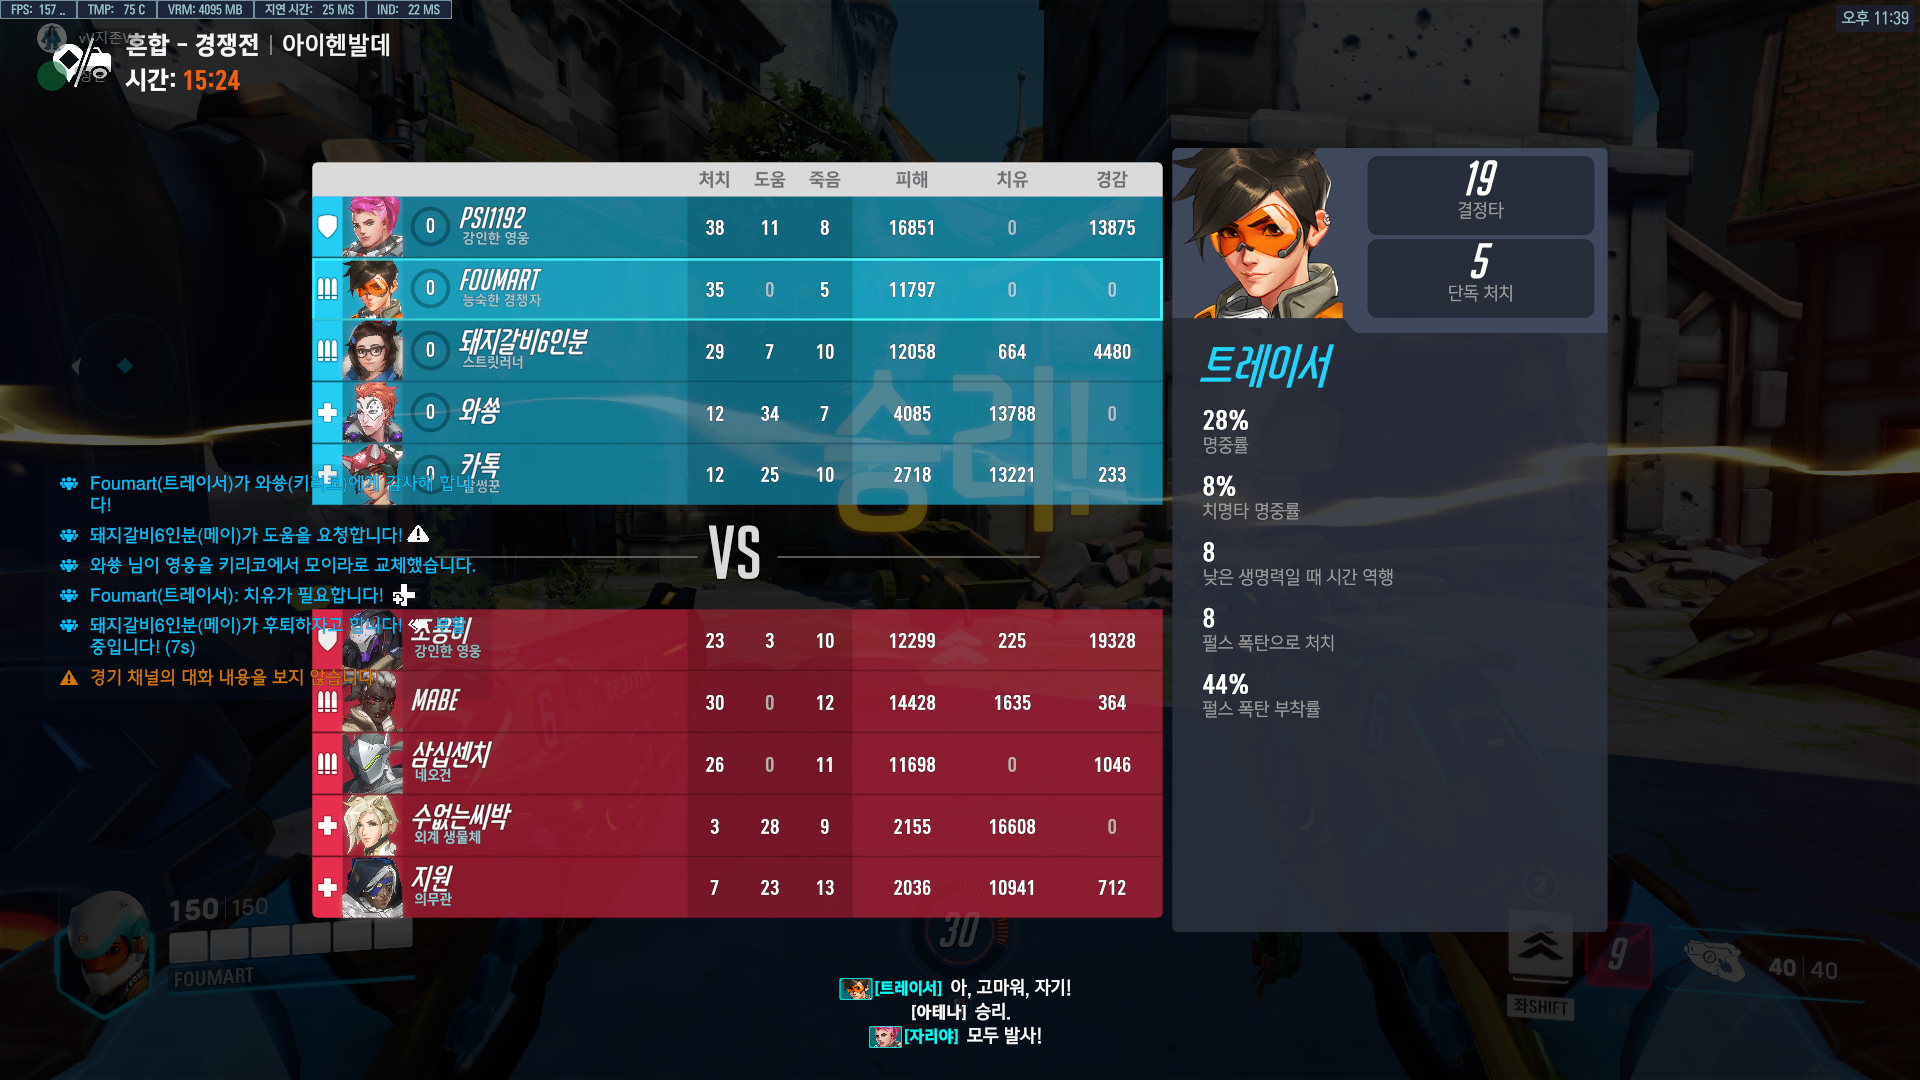 FPS: 157 .. TMP: 75 C VRM: 4095 MB 지연 시간: 25 MS IND: 22 MS
오후 11:39
혼합 - 경쟁전 | 아이헨발데
시간: 15:24
처치 도움 죽음 피해 치유 경감
0 PSI1192 38 11 8 16851 0 13875
강인한 영웅
0 FOUMART 35 0 5 11797 0 0
능숙한 경쟁자
0 돼지갈비6인분 29 7 10 12058 664 4480
스트릿러너
0 와쏭 12 34 7 4085 13788 0
0 카톡 12 25 10 2718 13221 233
승리!
Foumart(트레이서)가 와쏭(키리코)에게 감사해 합니
다!
돼지갈비6인분(메이)가 도움을 요청합니다!
와쏭 님이 영웅을 키리코에서 모이라로 교체했습니다.
Foumart(트레이서): 치유가 필요합니다!
돼지갈비6인분(메이)가 후퇴하자고 합니다!
중입니다! (7s)
경기 채널의 대화 내용을 보지 않습니다.
VS
23 3 10 12299 225 19328
강인한 영웅
MABE 30 0 12 14428 1635 364
삼십센치 26 0 11 11698 0 1046
네오건
수없는씨박 3 28 9 2155 16608 0
외계 생물체
지원 7 23 13 2036 10941 712
의무관
19
결정타
5
단독 처치
트레이서
28%
명중률
8%
치명타 명중률
8
낮은 생명력일 때 시간 역행
8
펄스 폭탄으로 처치
44%
펄스 폭탄 부착률
150 | 150
FOUMART
30
2
9
좌SHIFT
40 | 40
[트레이서] 아, 고마워, 자기!
[아테나] 승리.
[자리야] 모두 발사!